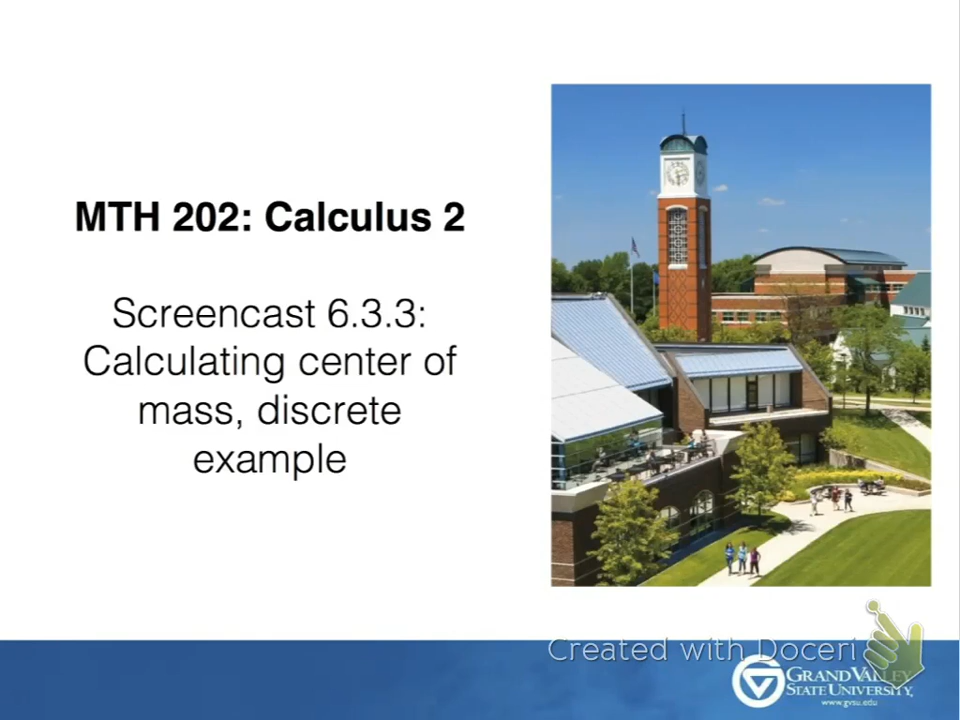 MTH 202: Calculus 2
Screencast 6.3.3:
Calculating center of
mass, discrete
example
Created with Doceri
GRAND VALLEY
STATE UNIVERSITY
www.gvsu.edu